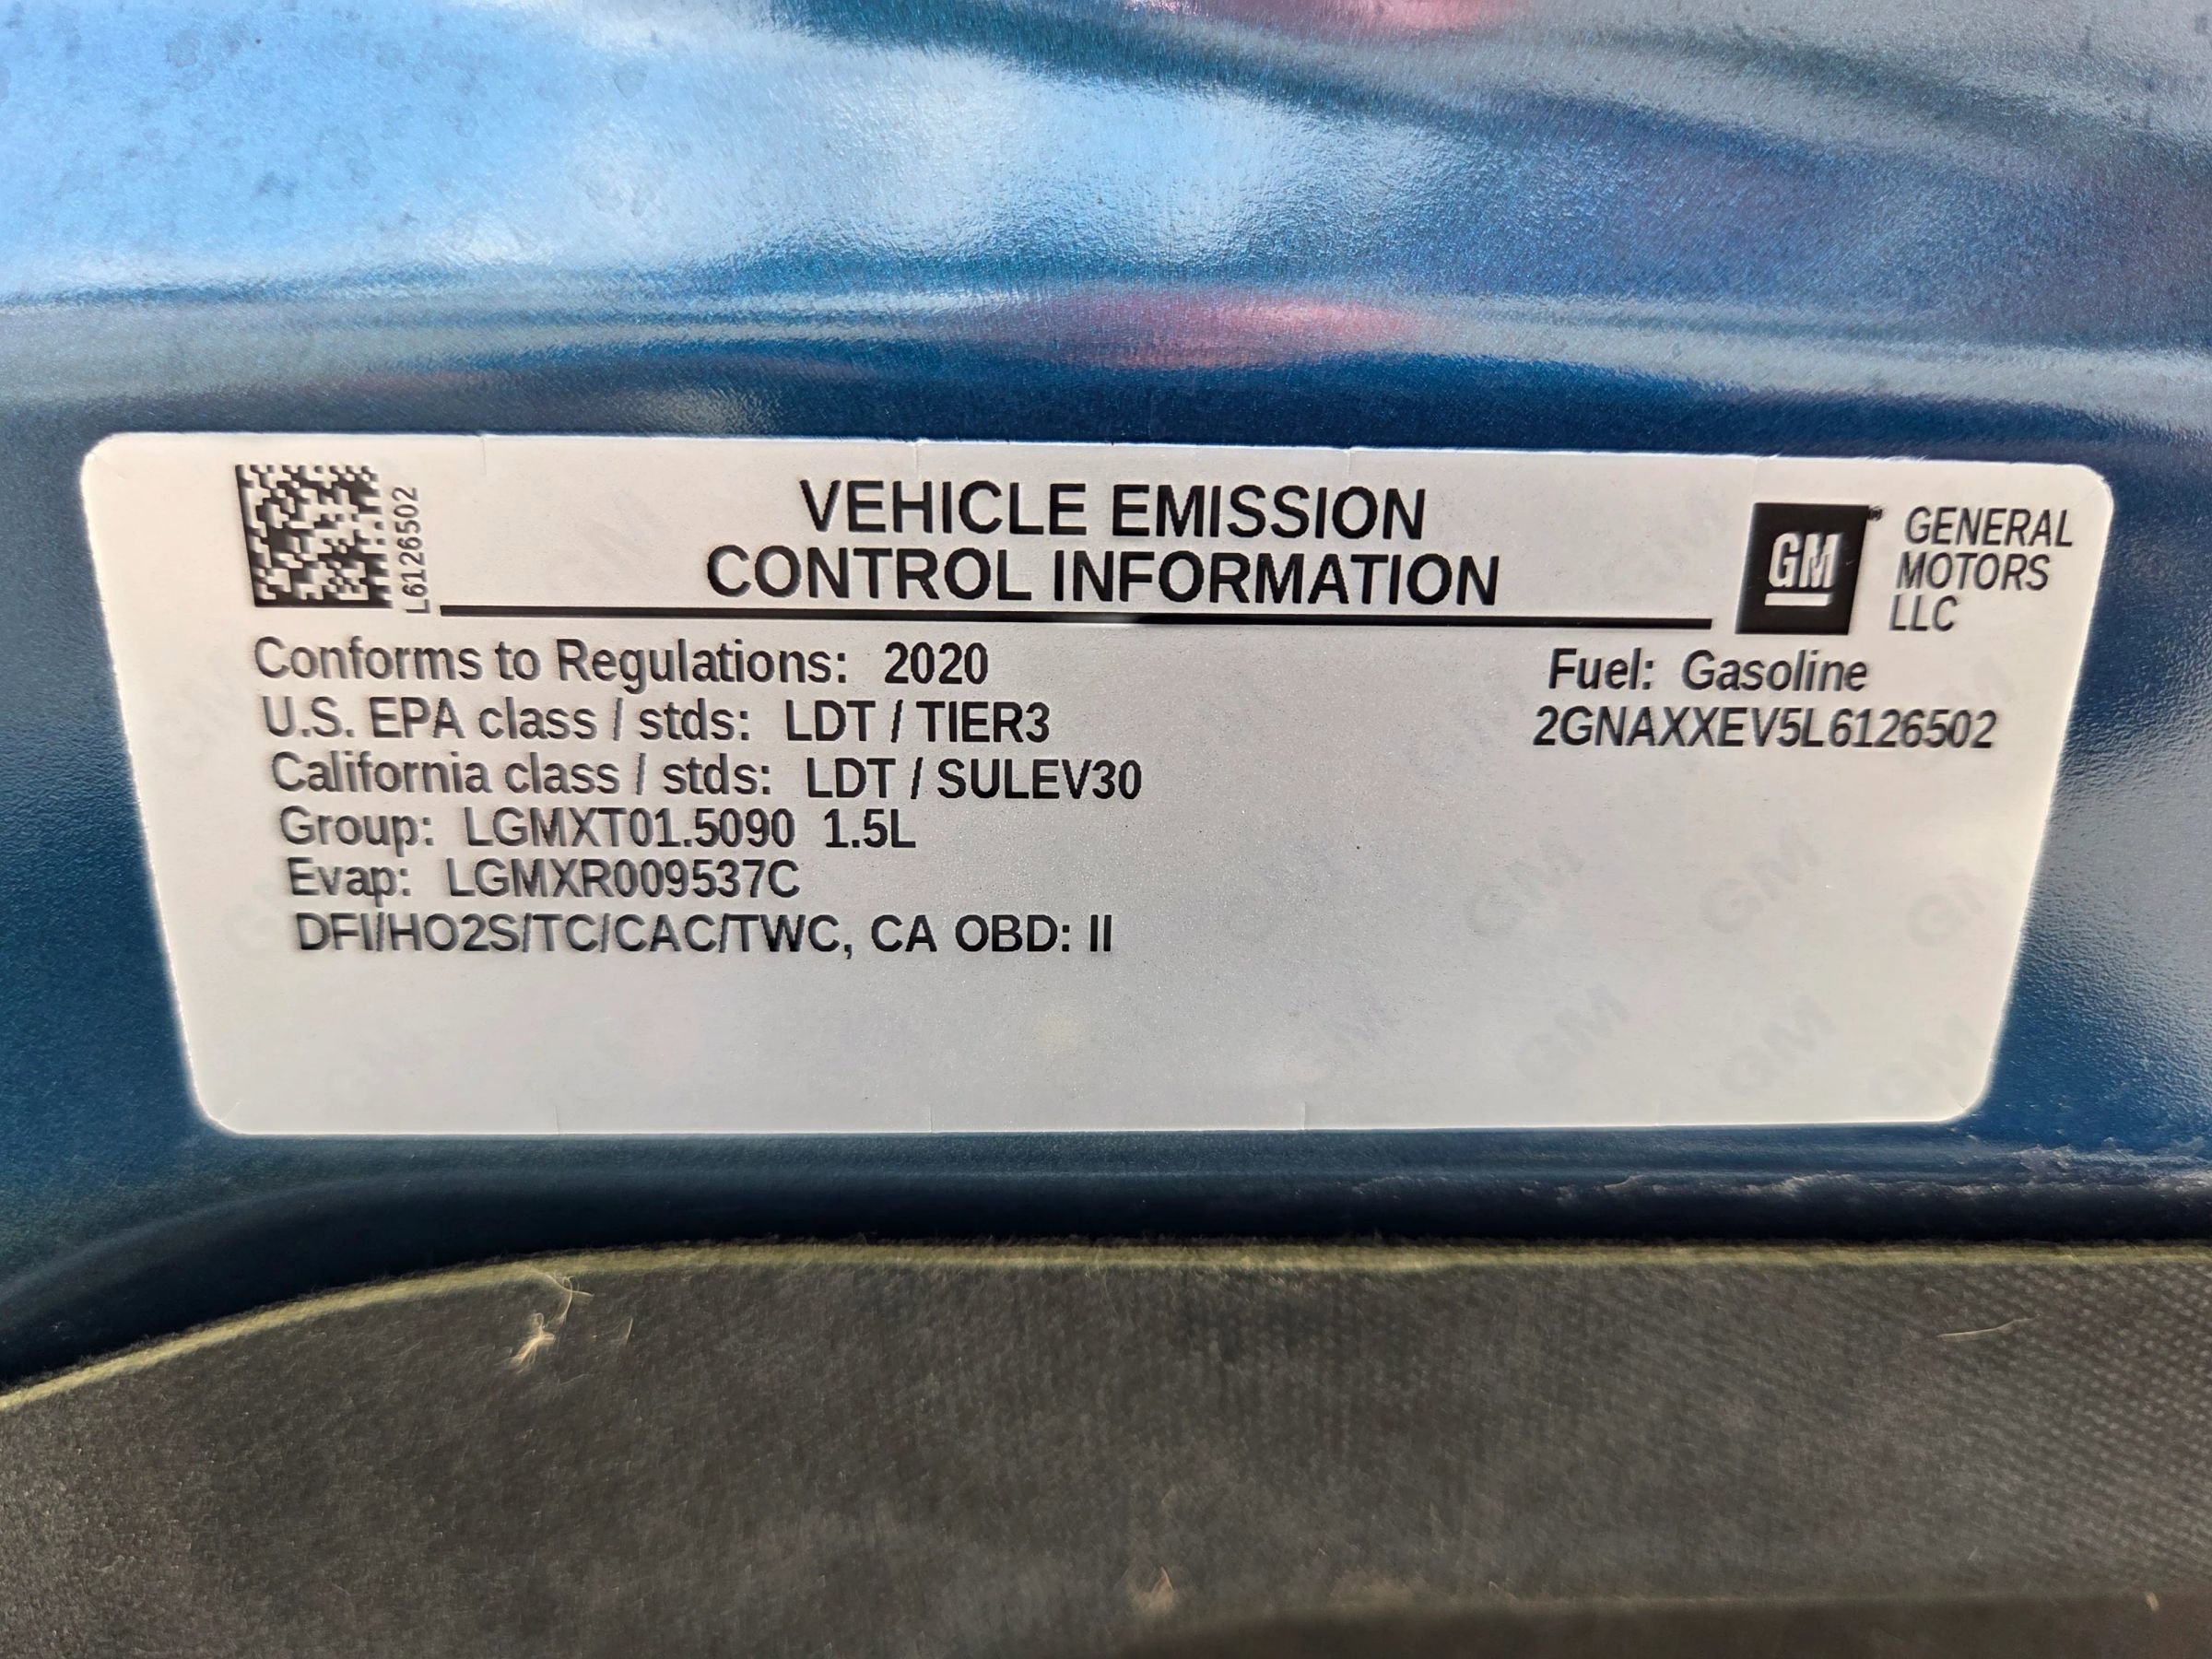 L6126502
VEHICLE EMISSION
CONTROL INFORMATION
GM
GENERAL
MOTORS
LLC
Conforms to Regulations: 2020
U.S. EPA class / stds: LDT / TIER3
California class / stds: LDT / SULEV30
Group: LGMXT01.5090 1.5L
Evap: LGMXR009537C
DFI/HO2S/TC/CAC/TWC, CA OBD: II
Fuel: Gasoline
2GNAXXEV5L6126502